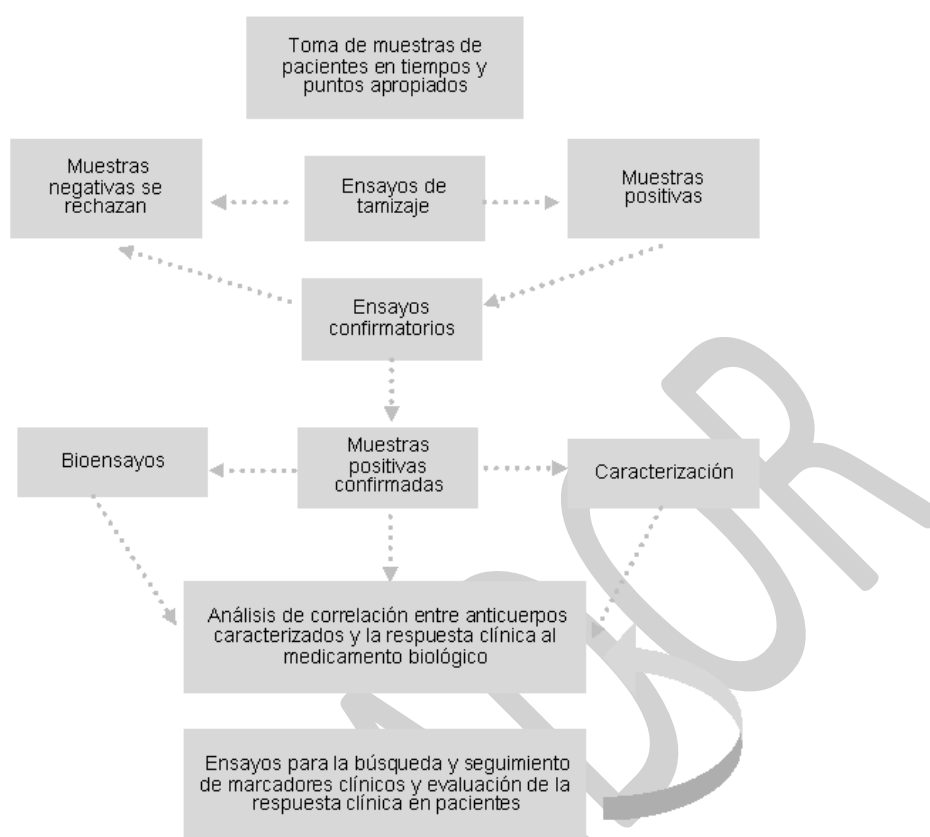 Toma de muestras de
pacientes en tiempos y
puntos apropiados
Muestras
negativas se
rechazan
Ensayos de
tamizaje
Muestras
positivas
Ensayos
confirmatorios
Bioensayos
Muestras
positivas
confirmadas
Caracterización
Análisis de correlación entre anticuerpos
caracterizados y la respuesta clínica al
medicamento biológico
Ensayos para la búsqueda y seguimiento
de marcadores clínicos y evaluación de la
respuesta clínica en pacientes